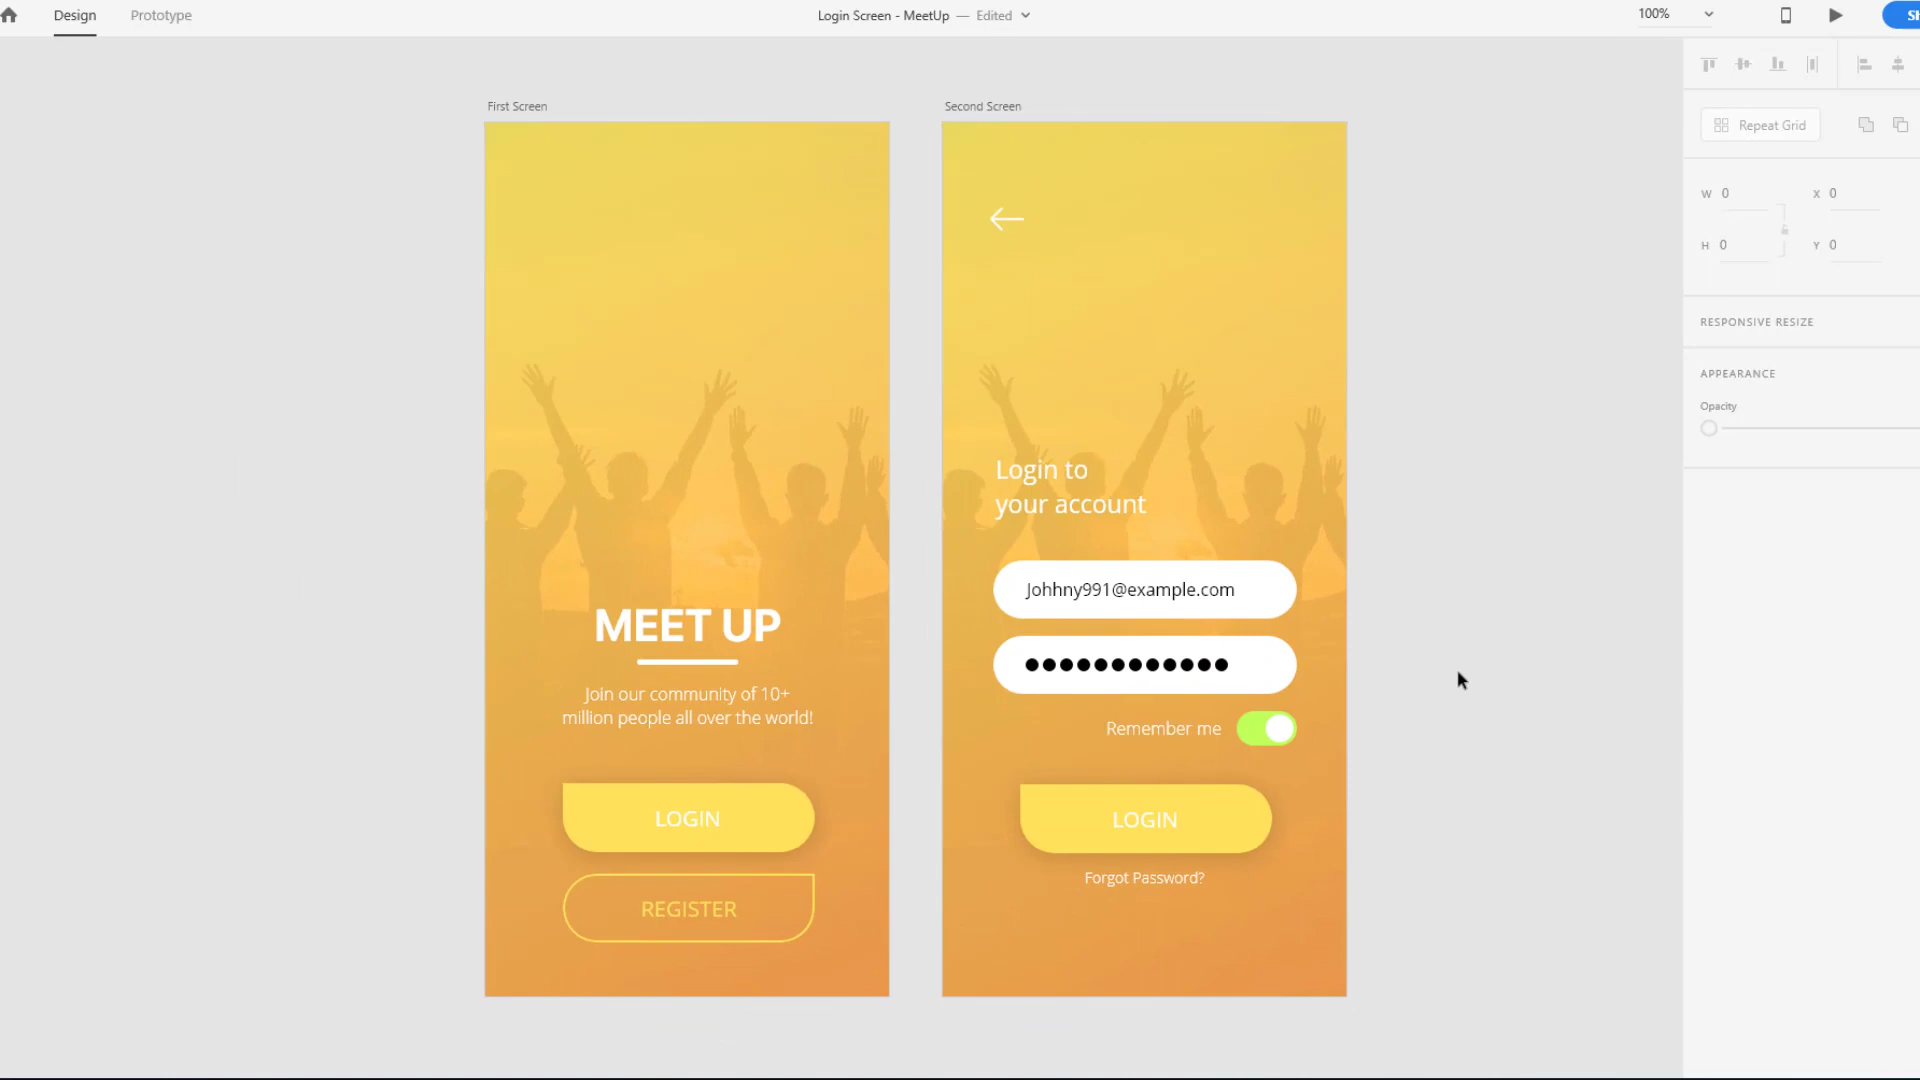 Design
Prototype
Login Screen - MeetUp — Edited
100%
Sh
First Screen
Second Screen
MEET UP
Join our community of 10+
million people all over the world!
LOGIN
REGISTER
Login to
your account
Johhny991@example.com
Remember me
LOGIN
Forgot Password?
Repeat Grid
W 0
X 0
H 0
Y 0
RESPONSIVE RESIZE
APPEARANCE
Opacity